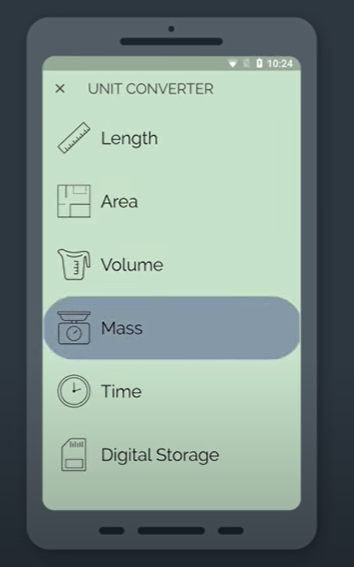 10:24
× UNIT CONVERTER
Length
Area
Volume
Mass
Time
Digital Storage